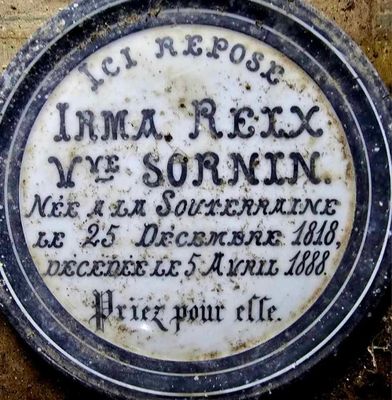 ICI REPOSE
IRMA REIX
Vve SORNIN.
NÉE A LA SOUTERRAINE
LE 25 DÉCEMBRE 1818,
DÉCÉDÉE LE 5 AVRIL 1888.
Priez pour elle.